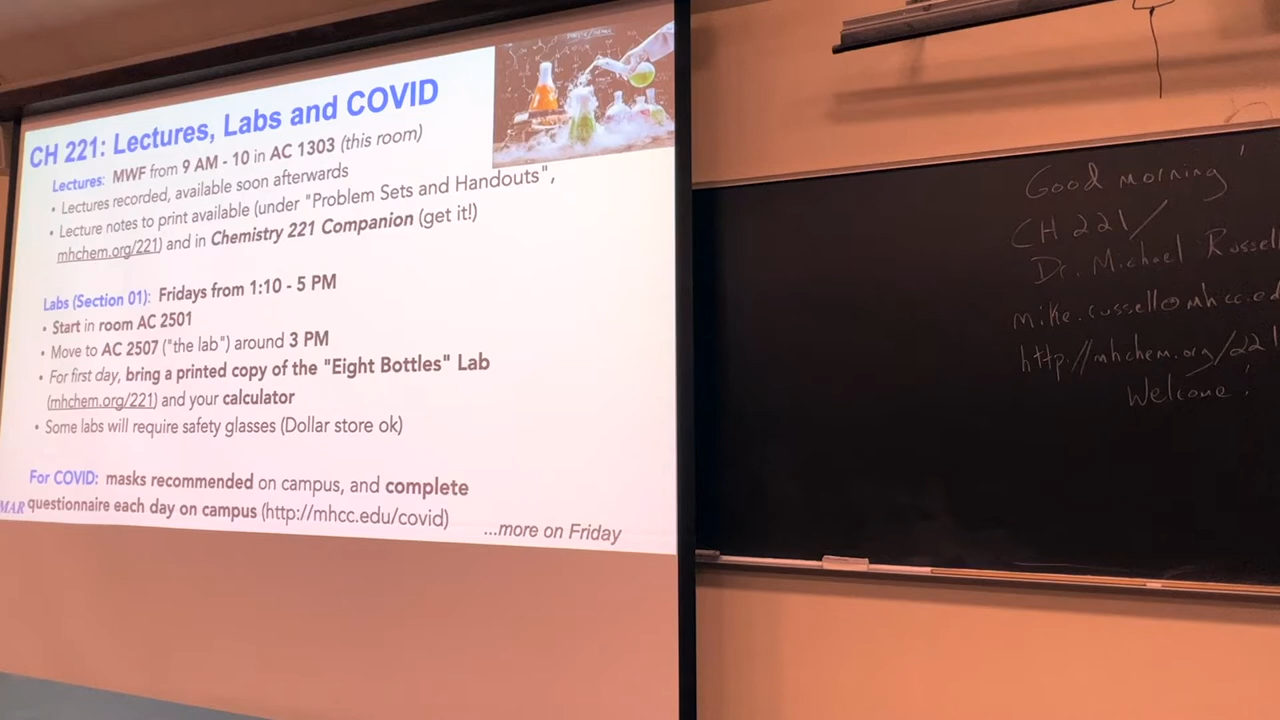 CH 221: Lectures, Labs and COVID
Lectures: MWF from 9 AM - 10 in AC 1303 (this room)
• Lectures recorded, available soon afterwards
• Lecture notes to print available (under "Problem Sets and Handouts",
mhchem.org/221) and in Chemistry 221 Companion (get it!)
Labs (Section 01): Fridays from 1:10 - 5 PM
• Start in room AC 2501
• Move to AC 2507 ("the lab") around 3 PM
• For first day, bring a printed copy of the "Eight Bottles" Lab
(mhchem.org/221) and your calculator
• Some labs will require safety glasses (Dollar store ok)
For COVID: masks recommended on campus, and complete
questionnaire each day on campus (http://mhcc.edu/covid)
MAR
...more on Friday
Good morning!
CH 221
Dr. Michael Russell
mike.russell@mhcc.ed
http://mhchem.org/221
Welcome!